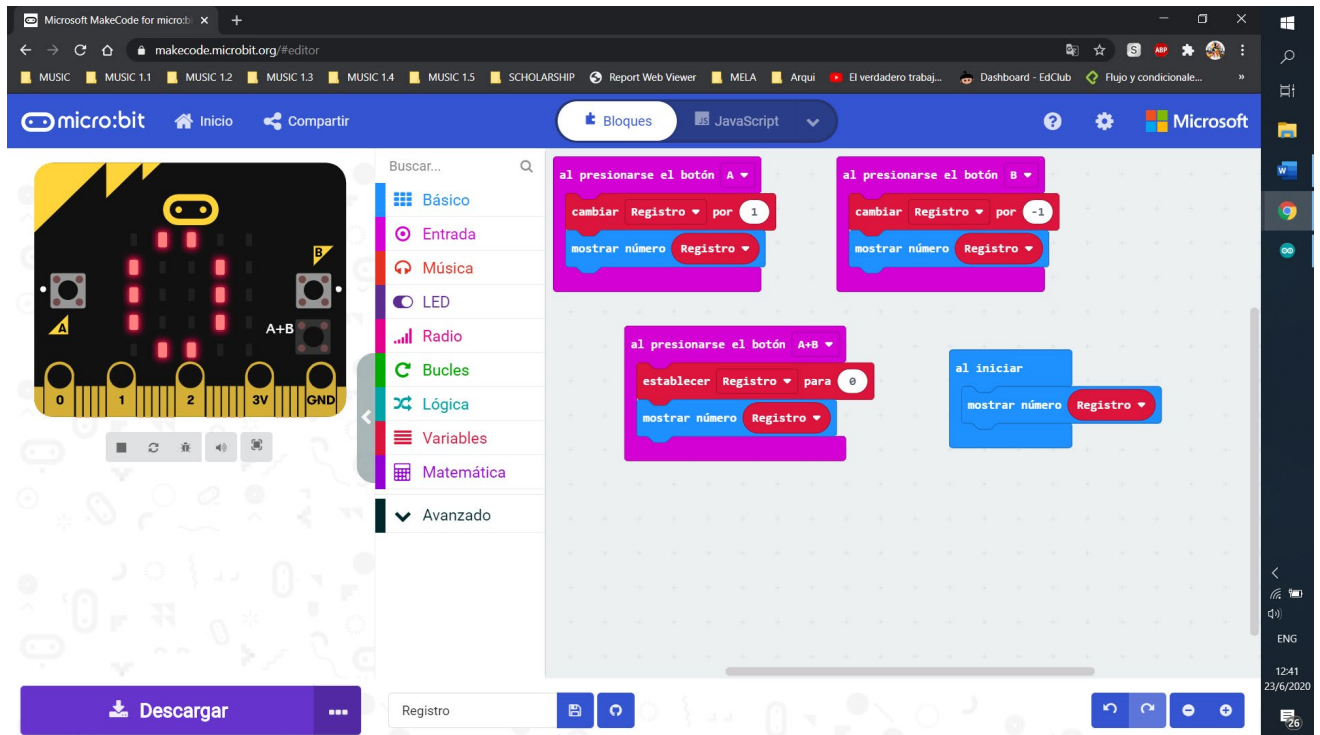 Microsoft MakeCode for micro:b
makecode.microbit.org/#editor
MUSIC MUSIC 1.1 MUSIC 1.2 MUSIC 1.3 MUSIC 1.4 MUSIC 1.5 SCHOLARSHIP Report Web Viewer MELA Arqui El verdadero trabaj... Dashboard - EdClub Flujo y condicionale... »
micro:bit Inicio Compartir Bloques JavaScript Microsoft
Buscar...
Básico
Entrada
Música
LED
Radio
Bucles
Lógica
Variables
Matemática
Avanzado
B
A
A+B
0 1 2 3V GND
al presionarse el botón A
cambiar Registro por 1
mostrar número Registro
al presionarse el botón B
cambiar Registro por -1
mostrar número Registro
al presionarse el botón A+B
establecer Registro para 0
mostrar número Registro
al iniciar
mostrar número Registro
Descargar
Registro
ENG
12:41
23/6/2020
26